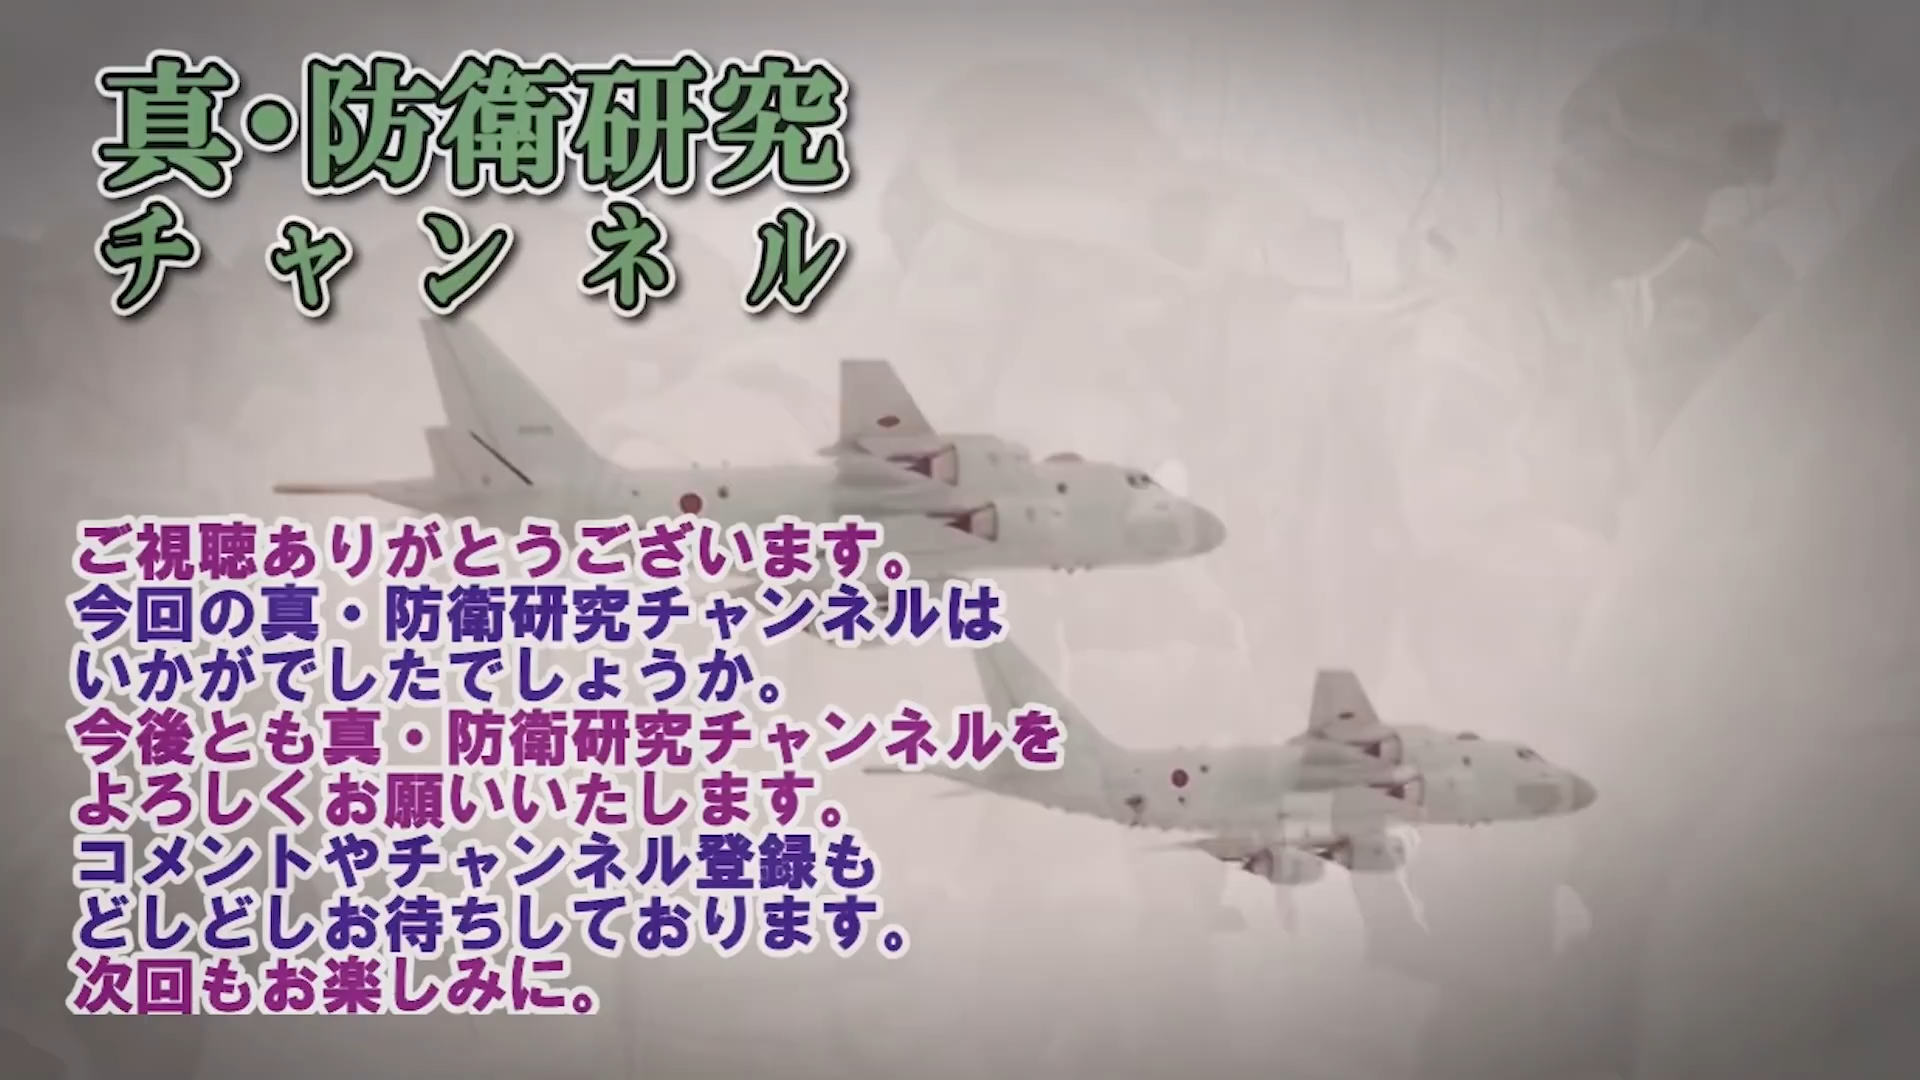 真・防衛研究
チャンネル
ご視聴ありがとうございます。
今回の真・防衛研究チャンネルは
いかがでしたでしょうか。
今後とも真・防衛研究チャンネルを
よろしくお願いいたします。
コメントやチャンネル登録も
どしどしお待ちしております。
次回もお楽しみに。